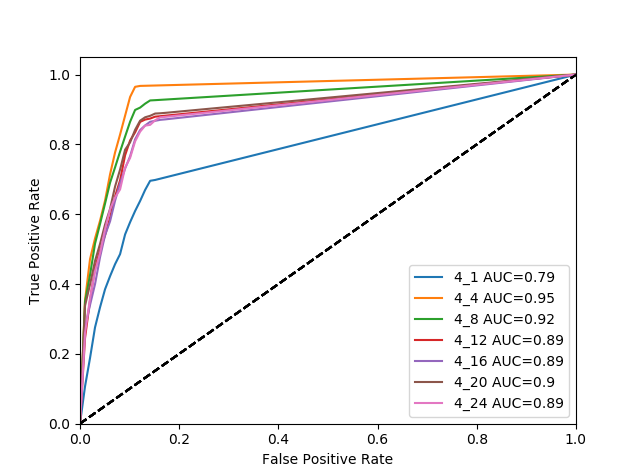 True Positive Rate
1.0
0.8
0.6
0.4
0.2
0.0
4_1 AUC=0.79
4_4 AUC=0.95
4_8 AUC=0.92
4_12 AUC=0.89
4_16 AUC=0.89
4_20 AUC=0.9
4_24 AUC=0.89
0.0 0.2 0.4 0.6 0.8 1.0
False Positive Rate